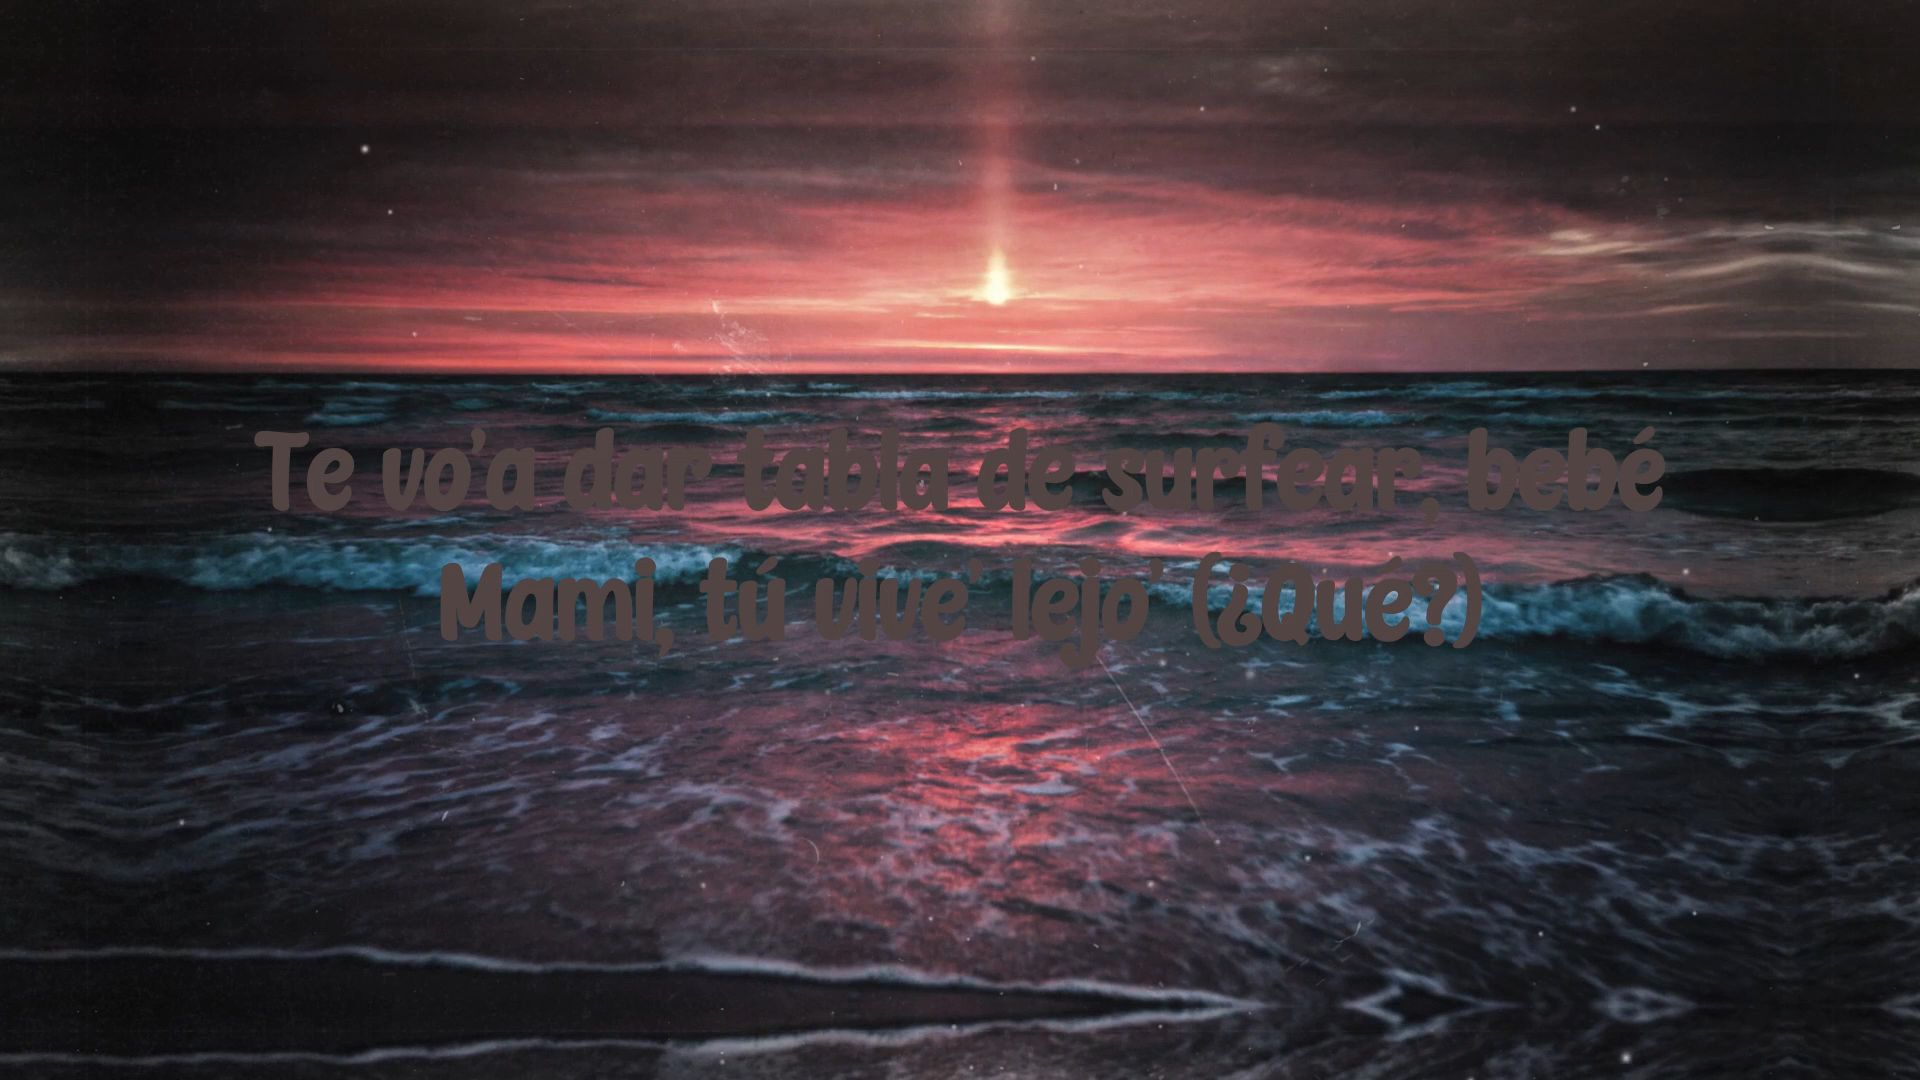 Te vo'a dar tabla de surfear, bebé
Mami, tú vive' lejo' (¿Qué?)